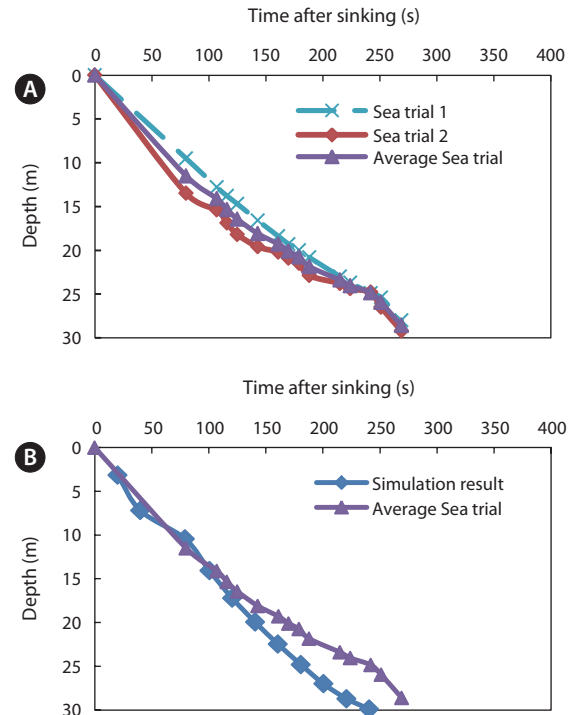 Time after sinking (s)
0 50 100 150 200 250 300 350 400
A
0
5
10
15
20
25
30
Depth (m)
Sea trial 1
Sea trial 2
Average Sea trial
Time after sinking (s)
0 50 100 150 200 250 300 350 400
B
0
5
10
15
20
25
30
Depth (m)
Simulation result
Average Sea trial